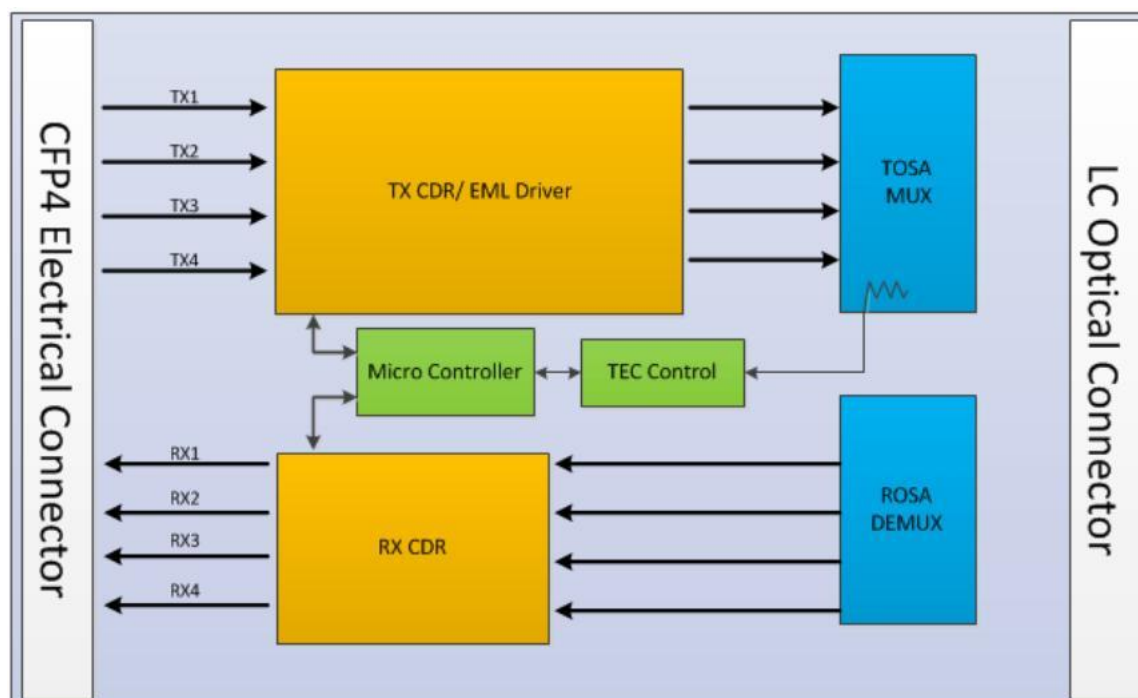 CFP4 Electrical Connector
TX1
TX2
TX3
TX4
TX CDR/ EML Driver
TOSA
MUX
LC Optical Connector
Micro Controller
TEC Control
RX1
RX2
RX3
RX4
RX CDR
ROSA
DEMUX